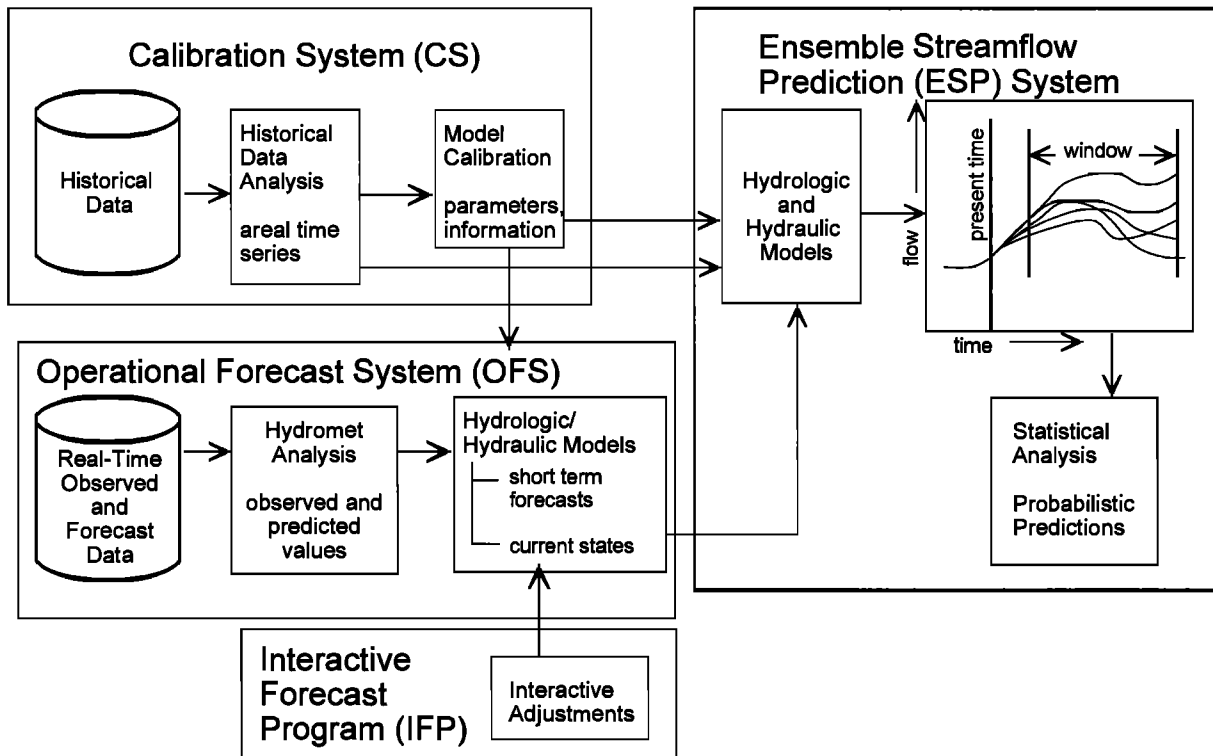 Calibration System (CS)
Historical
Data
Historical
Data
Analysis
areal time
series
Model
Calibration
parameters,
information
Operational Forecast System (OFS)
Real-Time
Observed
and
Forecast
Data
Hydromet
Analysis
observed and
predicted
values
Hydrologic/
Hydraulic Models
short term
forecasts
current states
Interactive
Forecast
Program (IFP)
Interactive
Adjustments
Ensemble Streamflow
Prediction (ESP) System
Hydrologic
and
Hydraulic
Models
flow
present time
window
time
Statistical
Analysis
Probabilistic
Predictions